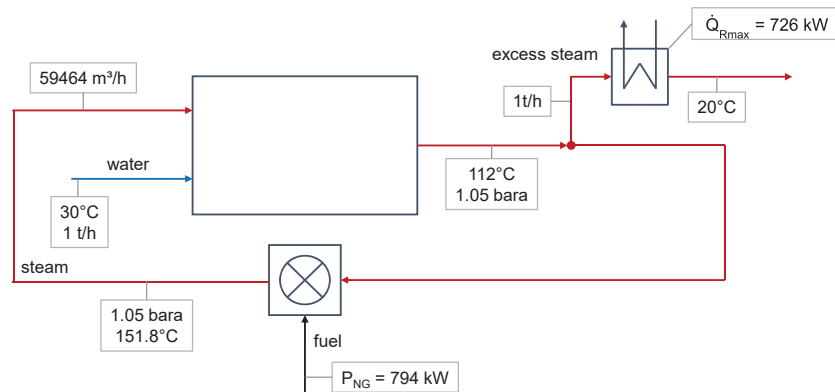 Q̇Rmax = 726 kW
excess steam
59464 m³/h
1t/h
20°C
water
112°C
1.05 bara
30°C
1 t/h
steam
1.05 bara
151.8°C
fuel
PNG = 794 kW